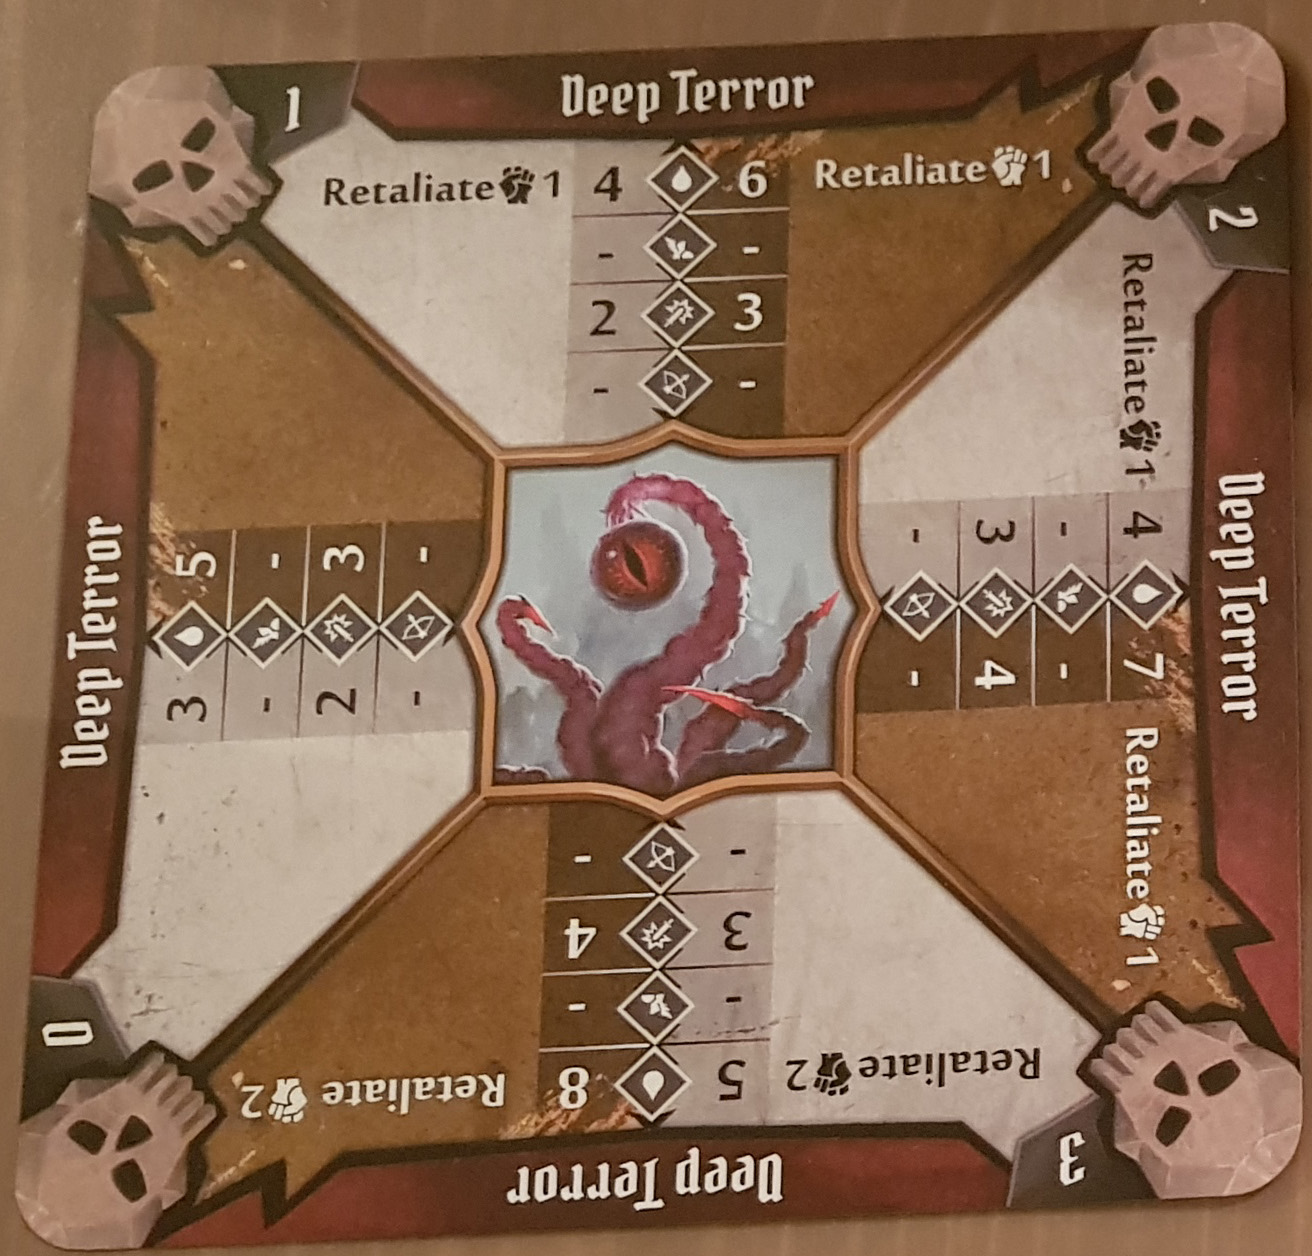 1
Deep Terror
Retaliate 1 4 6 Retaliate 1
- -
2 3
- -
2
Deep Terror
Retaliate 1 4 7 Retaliate 1
- -
3 4
- -
3
Deep Terror
Retaliate 2 5 8 Retaliate 2
- -
3 4
- -
0
Deep Terror
3 5
- -
2 3
- -